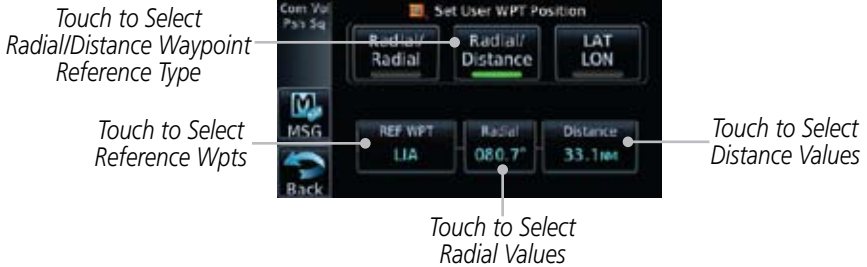 Touch to Select
Radial/Distance Waypoint
Reference Type
Touch to Select
Reference Wpts
Com Vol
Psh Sq
MSG
Back
Set User WPT Position
Radial/
Radial
Radial/
Distance
LAT
LON
REF WPT
LIA
Radial
080.7°
Distance
33.1NM
Touch to Select
Distance Values
Touch to Select
Radial Values